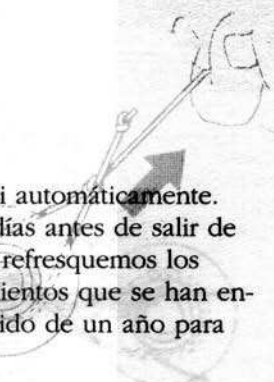 i automáticamente.
días antes de salir de
refresquemos los
ientos que se han en-
ido de un año para